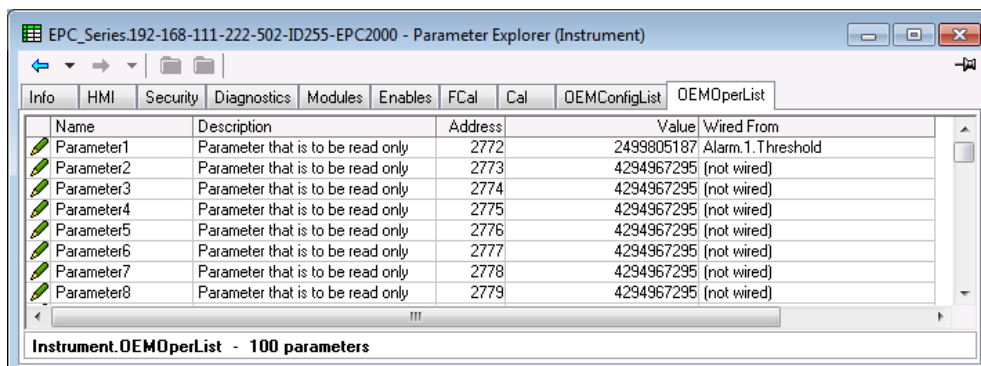 EPC_Series.192-168-111-222-502-ID255-EPC2000 - Parameter Explorer (Instrument)
Info HMI Security Diagnostics Modules Enables FCal Cal OEMConfigList OEMOperList
Name Description Address Value Wired From
Parameter1 Parameter that is to be read only 2772 2499805187 Alarm.1.Threshold
Parameter2 Parameter that is to be read only 2773 4294967295 (not wired)
Parameter3 Parameter that is to be read only 2774 4294967295 (not wired)
Parameter4 Parameter that is to be read only 2775 4294967295 (not wired)
Parameter5 Parameter that is to be read only 2776 4294967295 (not wired)
Parameter6 Parameter that is to be read only 2777 4294967295 (not wired)
Parameter7 Parameter that is to be read only 2778 4294967295 (not wired)
Parameter8 Parameter that is to be read only 2779 4294967295 (not wired)
Instrument.OEMOperList - 100 parameters